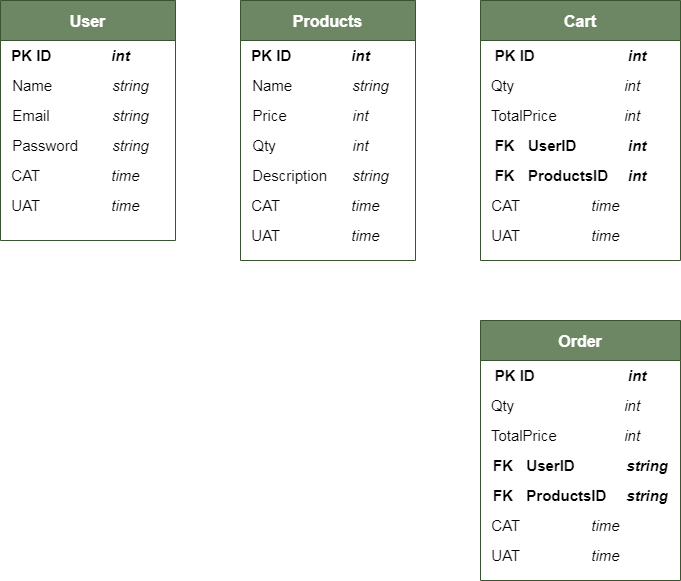 User
PK ID int
Name string
Email string
Password string
CAT time
UAT time
Products
PK ID int
Name string
Price int
Qty int
Description string
CAT time
UAT time
Cart
PK ID int
Qty int
TotalPrice int
FK UserID int
FK ProductsID int
CAT time
UAT time
Order
PK ID int
Qty int
TotalPrice int
FK UserID string
FK ProductsID string
CAT time
UAT time